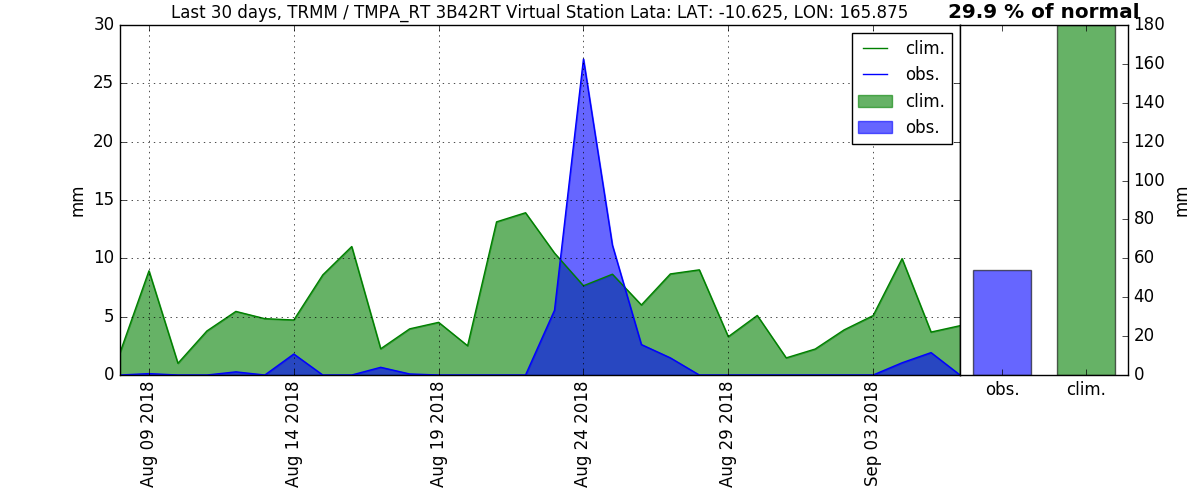 Last 30 days, TRMM / TMPA_RT 3B42RT Virtual Station Lata: LAT: -10.625, LON: 165.875
29.9 % of normal
30
25
20
15
10
5
0
mm
clim.
obs.
clim.
obs.
180
160
140
120
100
80
60
40
20
0
mm
obs.
clim.
Aug 09 2018
Aug 14 2018
Aug 19 2018
Aug 24 2018
Aug 29 2018
Sep 03 2018